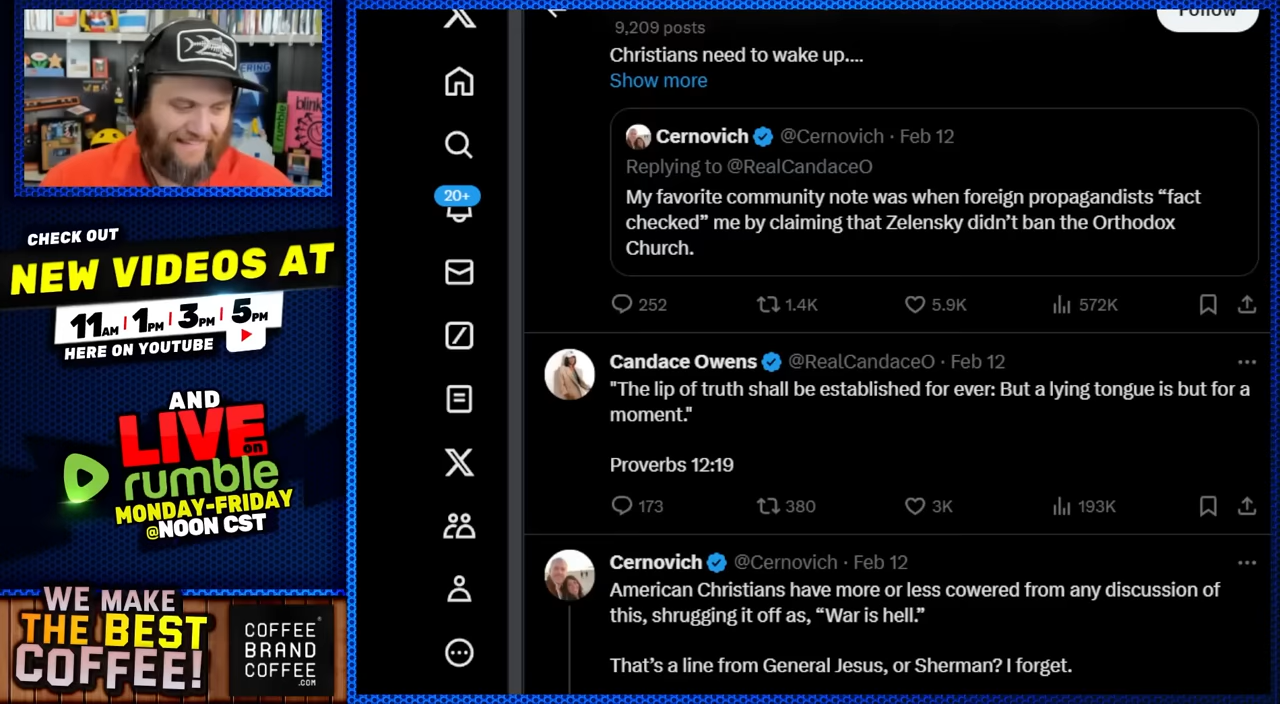 CHECK OUT
NEW VIDEOS AT
11AM | 1PM | 3PM | 5PM
HERE ON YOUTUBE
AND
LIVE on
rumble
MONDAY-FRIDAY
@NOON CST
WE MAKE
THE BEST
COFFEE!
COFFEE
BRAND
COFFEE
.COM
blink
rumble
20+
Follow
9,209 posts
Christians need to wake up....
Show more
Cernovich @Cernovich · Feb 12
Replying to @RealCandaceO
My favorite community note was when foreign propagandists “fact
checked” me by claiming that Zelensky didn’t ban the Orthodox
Church.
252 1.4K 5.9K 572K
Candace Owens @RealCandaceO · Feb 12
"The lip of truth shall be established for ever: But a lying tongue is but for a
moment."
Proverbs 12:19
173 380 3K 193K
Cernovich @Cernovich · Feb 12
American Christians have more or less cowered from any discussion of
this, shrugging it off as, “War is hell.”
That’s a line from General Jesus, or Sherman? I forget.